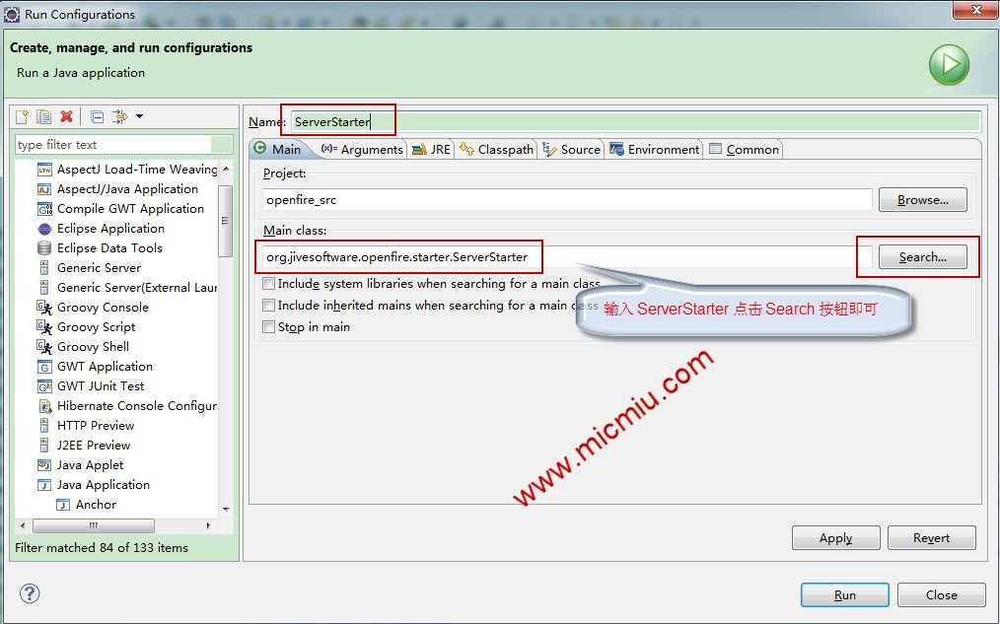 Run Configurations
Create, manage, and run configurations
Run a Java application
type filter text
AspectJ Load-Time Weaving
AspectJ/Java Application
Compile GWT Application
Eclipse Application
Eclipse Data Tools
Generic Server
Generic Server(External Laun
Groovy Console
Groovy Script
Groovy Shell
GWT Application
GWT JUnit Test
Hibernate Console Configur
HTTP Preview
J2EE Preview
Java Applet
Java Application
Anchor
Filter matched 84 of 133 items
Name: ServerStarter
Main (x)= Arguments JRE Classpath Source Environment Common
Project:
openfire_src Browse...
Main class:
org.jivesoftware.openfire.starter.ServerStarter Search...
Include system libraries when searching for a main class
Include inherited mains when searching for a main class
Stop in main
输入 ServerStarter 点击 Search 按钮即可
www.micmiu.com
Apply Revert
Run Close